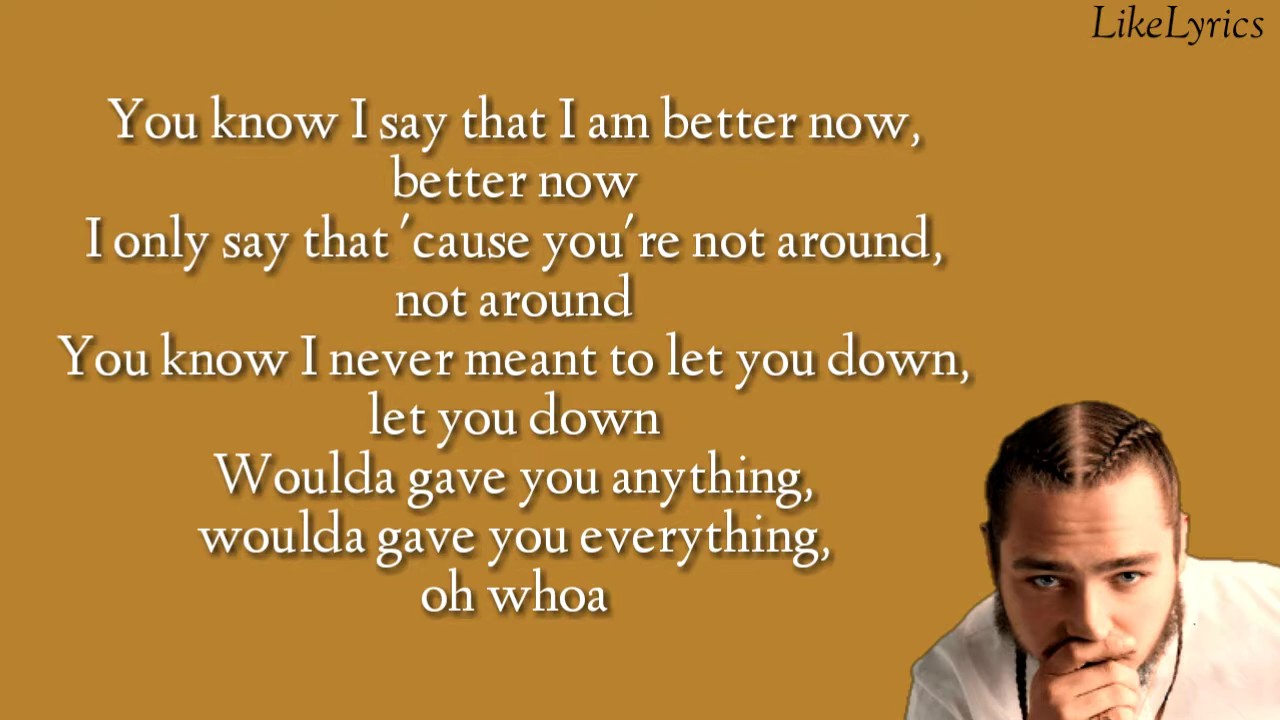 LikeLyrics
You know I say that I am better now,
better now
I only say that 'cause you're not around,
not around
You know I never meant to let you down,
let you down
Woulda gave you anything,
woulda gave you everything,
oh whoa